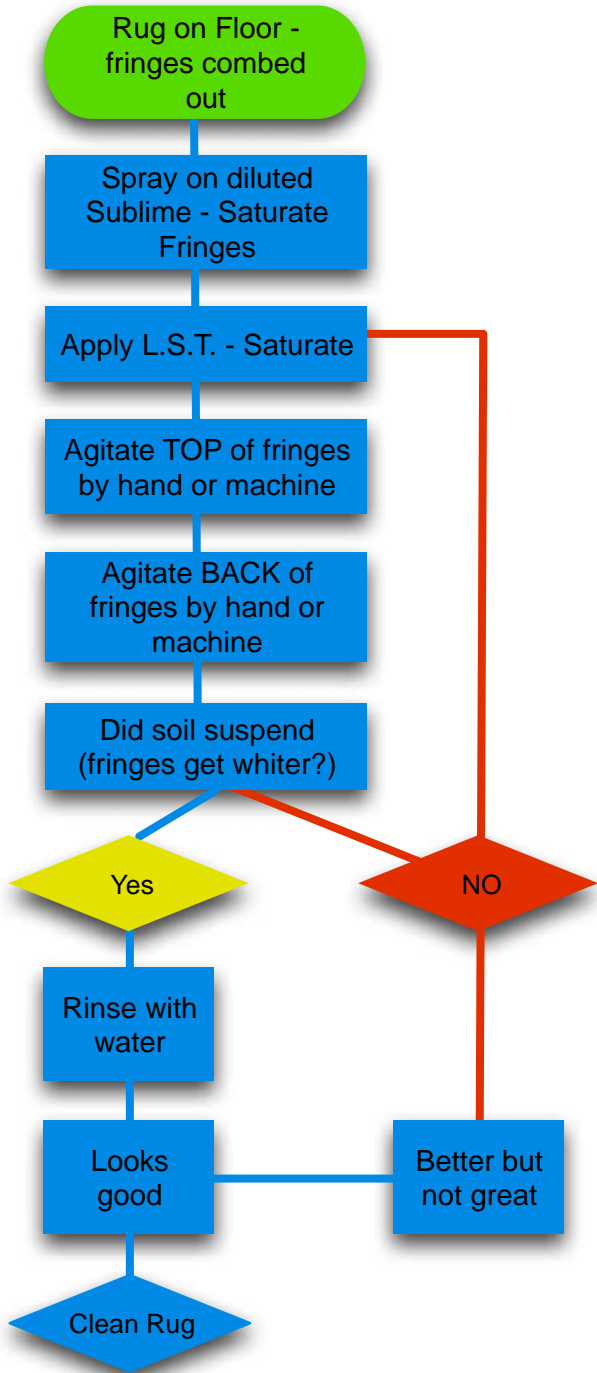 Rug on Floor -
fringes combed
out
Spray on diluted
Sublime - Saturate
Fringes
Apply L.S.T. - Saturate
Agitate TOP of fringes
by hand or machine
Agitate BACK of
fringes by hand or
machine
Did soil suspend
(fringes get whiter?)
Yes
NO
Rinse with
water
Looks
good
Better but
not great
Clean Rug